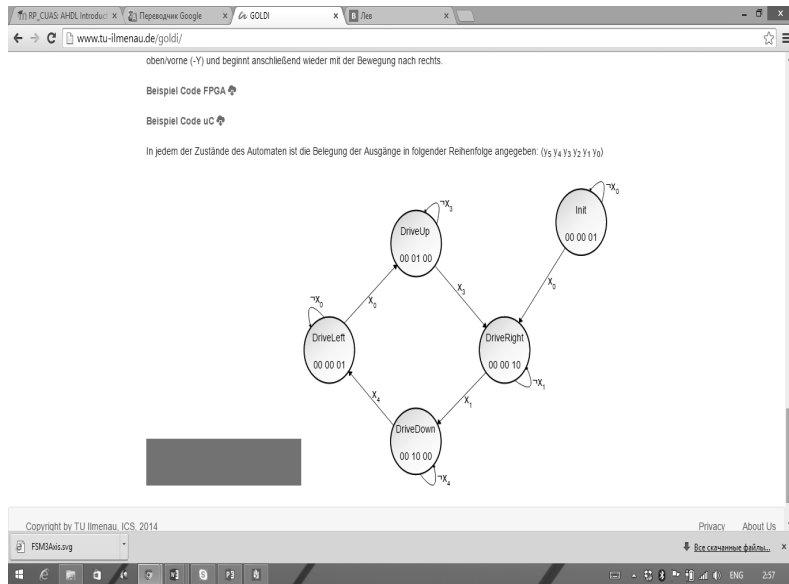 RP_CUAS: AHDL Introduct
Переводчик Google
GOLDI
Лев
www.tu-ilmenau.de/goldi/
oben/vorne (-Y) und beginnt anschließend wieder mit der Bewegung nach rechts.
Beispiel Code FPGA
Beispiel Code uC
In jedem der Zustände des Automaten ist die Belegung der Ausgänge in folgender Reihenfolge angegeben: (y5 y4 y3 y2 y1 y0)
¬X0
Init
00 00 01
¬X3
DriveUp
00 01 00
X3
X0
¬X0
X0
DriveLeft
00 00 01
DriveRight
00 00 10
¬X1
X4
X1
DriveDown
00 10 00
¬X4
Copyright by TU Ilmenau, ICS, 2014
Privacy About Us
FSM3Axis.svg
Все скачанные файлы...
ENG 2:57